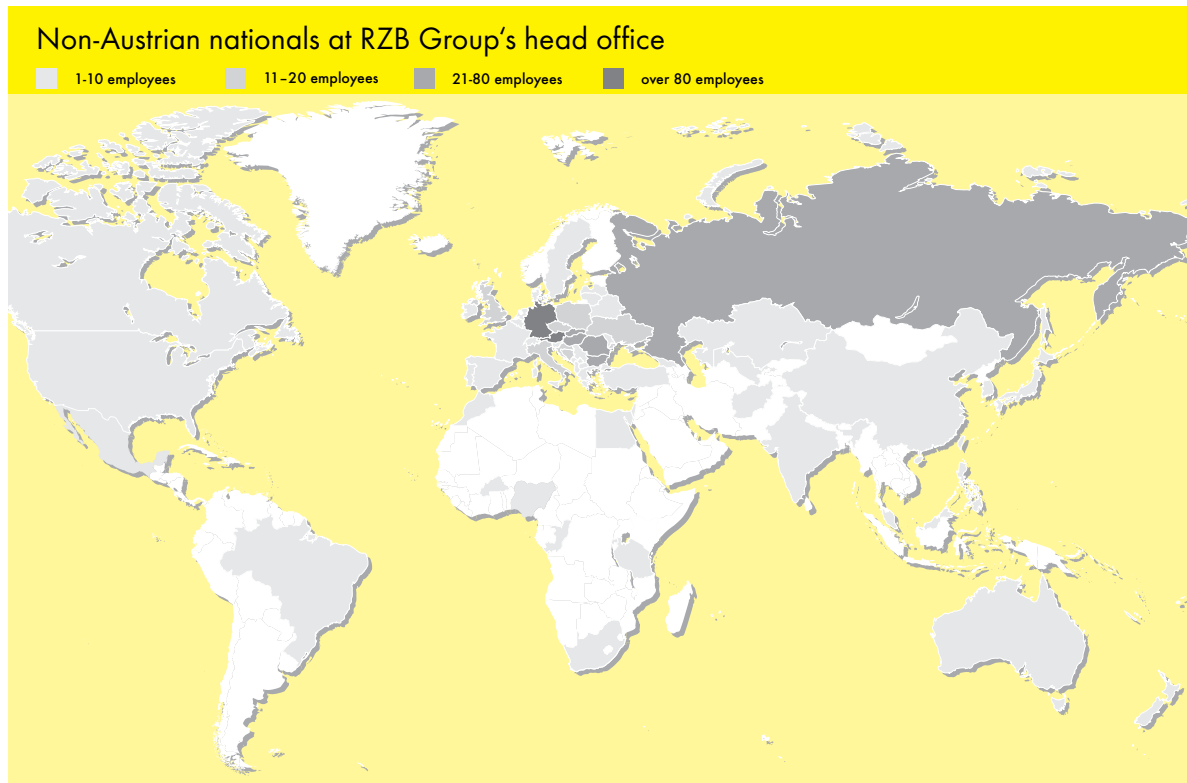 Non-Austrian nationals at RZB Group's head office
1-10 employees 11–20 employees 21-80 employees over 80 employees